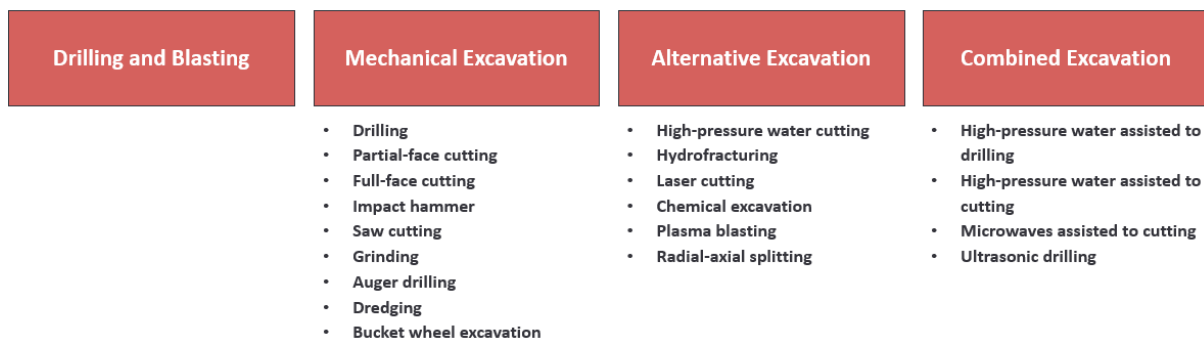 Drilling and Blasting
Mechanical Excavation
• Drilling
• Partial-face cutting
• Full-face cutting
• Impact hammer
• Saw cutting
• Grinding
• Auger drilling
• Dredging
• Bucket wheel excavation
Alternative Excavation
• High-pressure water cutting
• Hydrofracturing
• Laser cutting
• Chemical excavation
• Plasma blasting
• Radial-axial splitting
Combined Excavation
• High-pressure water assisted to
drilling
• High-pressure water assisted to
cutting
• Microwaves assisted to cutting
• Ultrasonic drilling